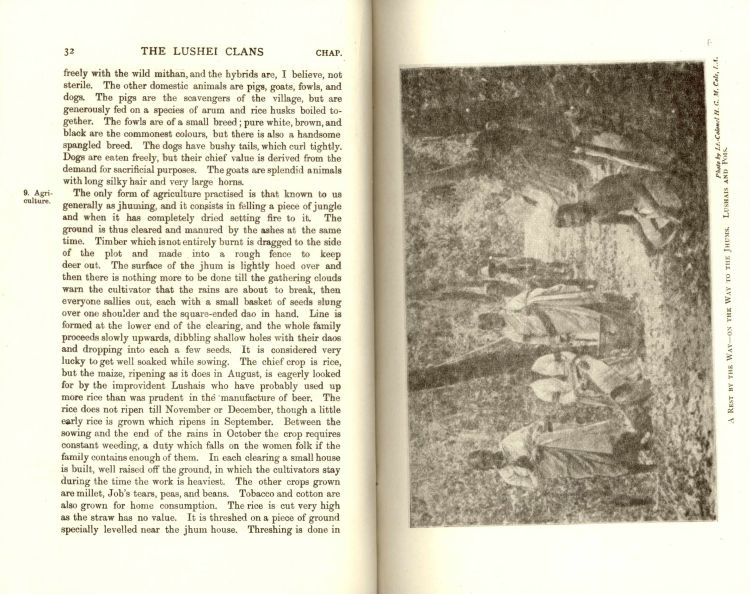 32 THE LUSHEI CLANS CHAP.
freely with the wild mithan, and the hybrids are, I believe, not
sterile. The other domestic animals are pigs, goats, fowls, and
dogs. The pigs are the scavengers of the village, but are
generously fed on a species of arum and rice husks boiled to-
gether. The fowls are of a small breed; pure white, brown, and
black are the commonest colours, but there is also a handsome
spangled breed. The dogs have bushy tails, which curl tightly.
Dogs are eaten freely, but their chief value is derived from the
demand for sacrificial purposes. The goats are splendid animals
with long silky hair and very large horns.
9. Agri-
culture.
The only form of agriculture practised is that known to us
generally as jhuming, and it consists in felling a piece of jungle
and when it has completely dried setting fire to it. The
ground is thus cleared and manured by the ashes at the same
time. Timber which is not entirely burnt is dragged to the side
of the plot and made into a rough fence to keep
deer out. The surface of the jhum is lightly hoed over and
then there is nothing more to be done till the gathering clouds
warn the cultivator that the rains are about to break, then
everyone sallies out, each with a small basket of seeds slung
over one shoulder and the square-ended dao in hand. Line is
formed at the lower end of the clearing, and the whole family
proceeds slowly upwards, dibbling shallow holes with their daos
and dropping into each a few seeds. It is considered very
lucky to get well soaked while sowing. The chief crop is rice,
but the maize, ripening as it does in August, is eagerly looked
for by the improvident Lushais who have probably used up
more rice than was prudent in the manufacture of beer. The
rice does not ripen till November or December, though a little
early rice is grown which ripens in September. Between the
sowing and the end of the rains in October the crop requires
constant weeding, a duty which falls on the women folk if the
family contains enough of them. In each clearing a small house
is built, well raised off the ground, in which the cultivators stay
during the time the work is heaviest. The other crops grown
are millet, Job's tears, peas, and beans. Tobacco and cotton are
also grown for home consumption. The rice is cut very high
as the straw has no value. It is threshed on a piece of ground
specially levelled near the jhum house. Threshing is done in
Photo by Lt.-Colonel H. G. M. Cole, I.A.
A REST BY THE WAY—ON THE WAY TO THE JHUMS. LUSHAIS AND POIS.